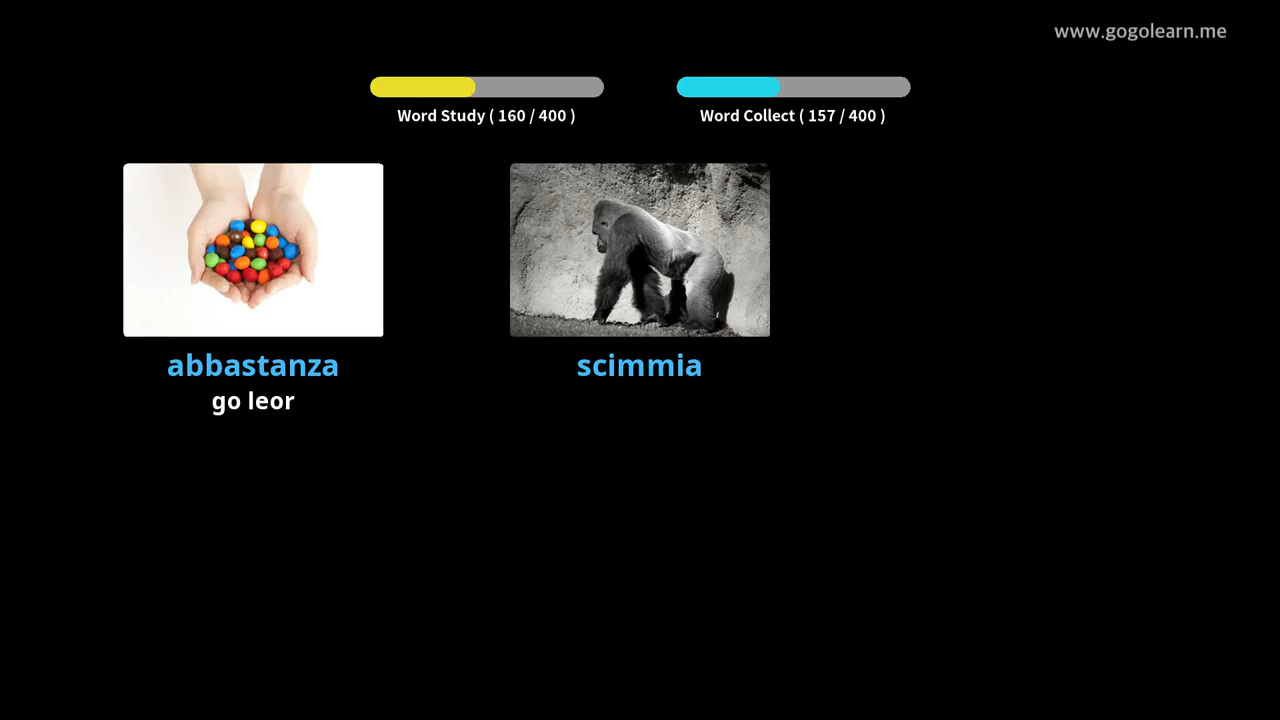 www.gogolearn.me
Word Study ( 160 / 400 )
Word Collect ( 157 / 400 )
abbastanza
go leor
scimmia